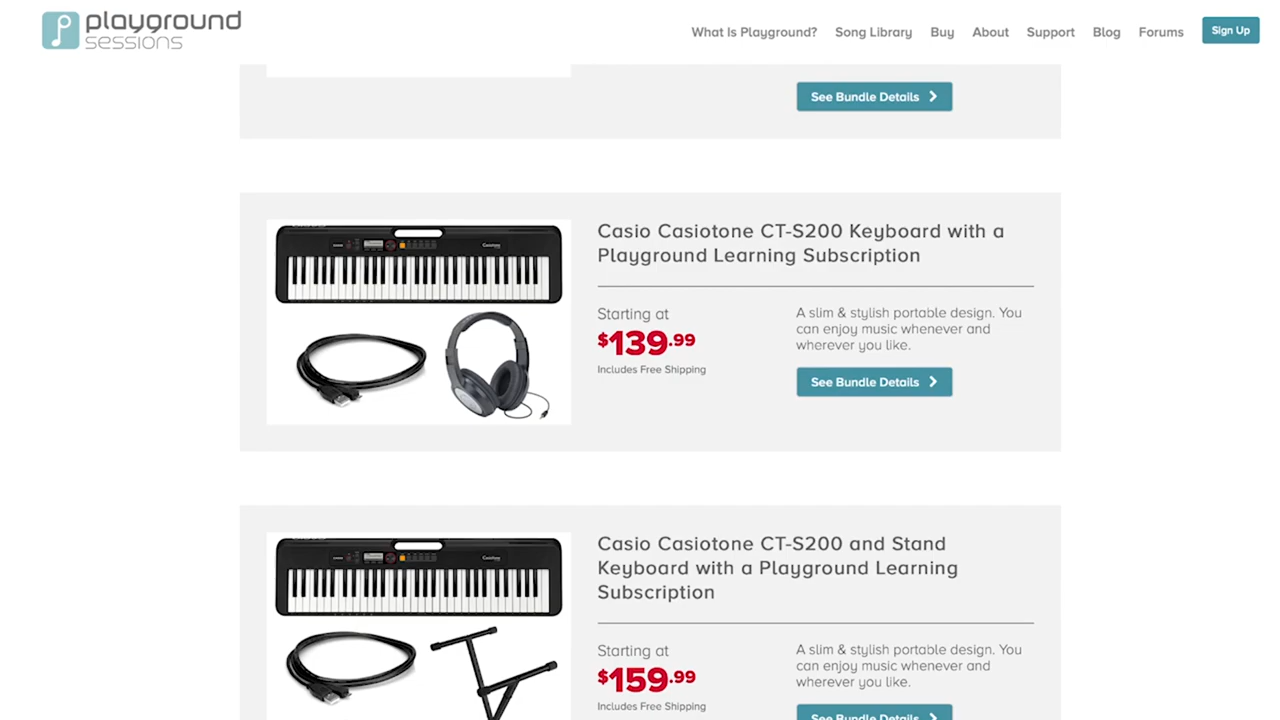 playground
sessions
What Is Playground? Song Library Buy About Support Blog Forums Sign Up
See Bundle Details
Casio Casiotone CT-S200 Keyboard with a
Playground Learning Subscription
Starting at
$139.99
Includes Free Shipping
A slim & stylish portable design. You
can enjoy music whenever and
wherever you like.
See Bundle Details
Casio Casiotone CT-S200 and Stand
Keyboard with a Playground Learning
Subscription
Starting at
$159.99
Includes Free Shipping
A slim & stylish portable design. You
can enjoy music whenever and
wherever you like.
See Bundle Details